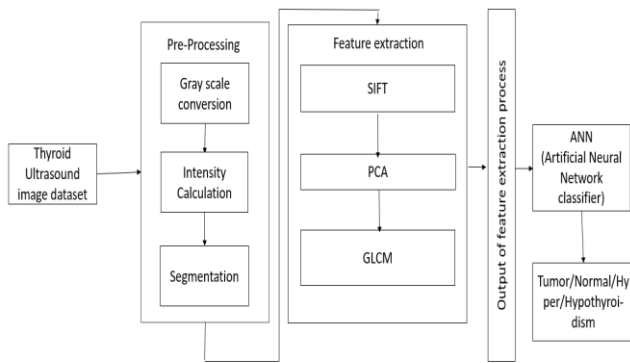 Thyroid
Ultrasound
image dataset
Pre-Processing
Gray scale
conversion
Intensity
Calculation
Segmentation
Feature extraction
SIFT
PCA
GLCM
Output of feature extraction process
ANN
(Artificial Neural
Network
classifier)
Tumor/Normal/Hy
per/Hypothyroi-
dism